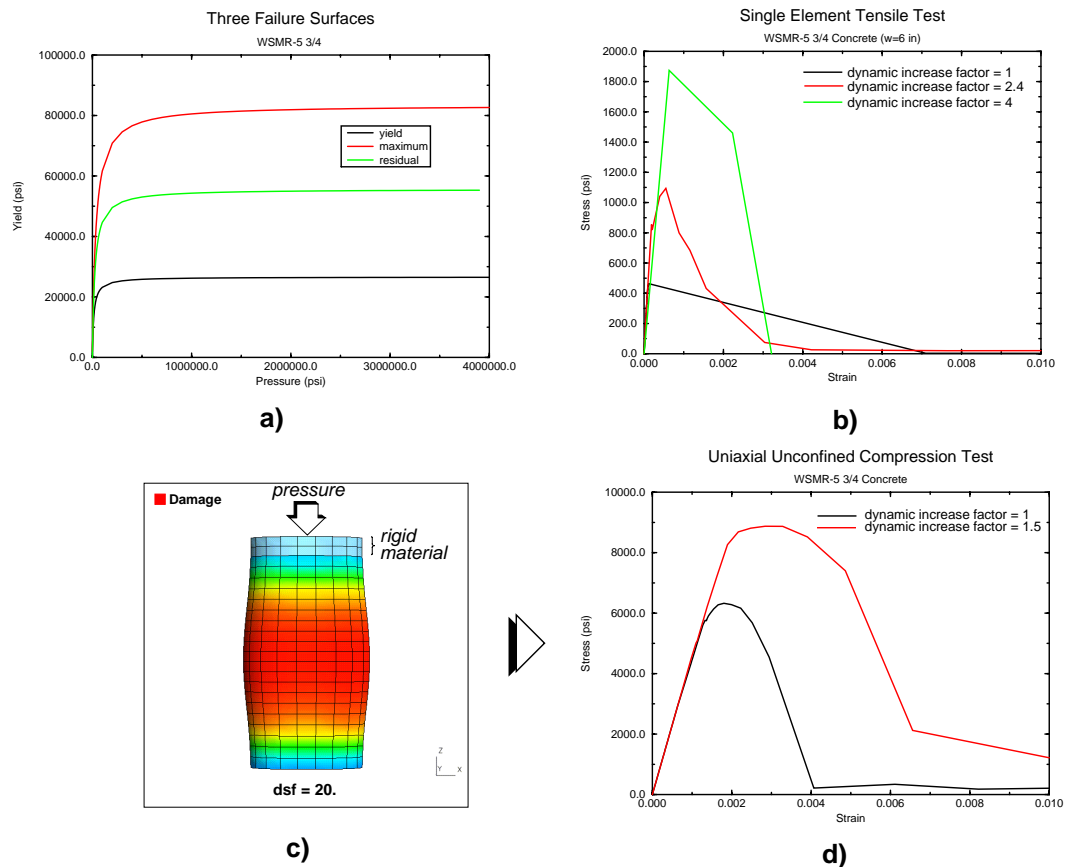 Three Failure Surfaces
WSMR-5 3/4
Yield (psi)
100000.0
80000.0
60000.0
40000.0
20000.0
0.0
yield
maximum
residual
0.0 1000000.0 2000000.0 3000000.0 4000000.0
Pressure (psi)
a)
Single Element Tensile Test
WSMR-5 3/4 Concrete (w=6 in)
Stress (psi)
2000.0
1800.0
1600.0
1400.0
1200.0
1000.0
800.0
600.0
400.0
200.0
0.0
dynamic increase factor = 1
dynamic increase factor = 2.4
dynamic increase factor = 4
0.000 0.002 0.004 0.006 0.008 0.010
Strain
b)
Damage
pressure
rigid
material
Z
Y X
dsf = 20.
c)
Uniaxial Unconfined Compression Test
WSMR-5 3/4 Concrete
Stress (psi)
10000.0
8000.0
6000.0
4000.0
2000.0
0.0
dynamic increase factor = 1
dynamic increase factor = 1.5
0.000 0.002 0.004 0.006 0.008 0.010
Strain
d)